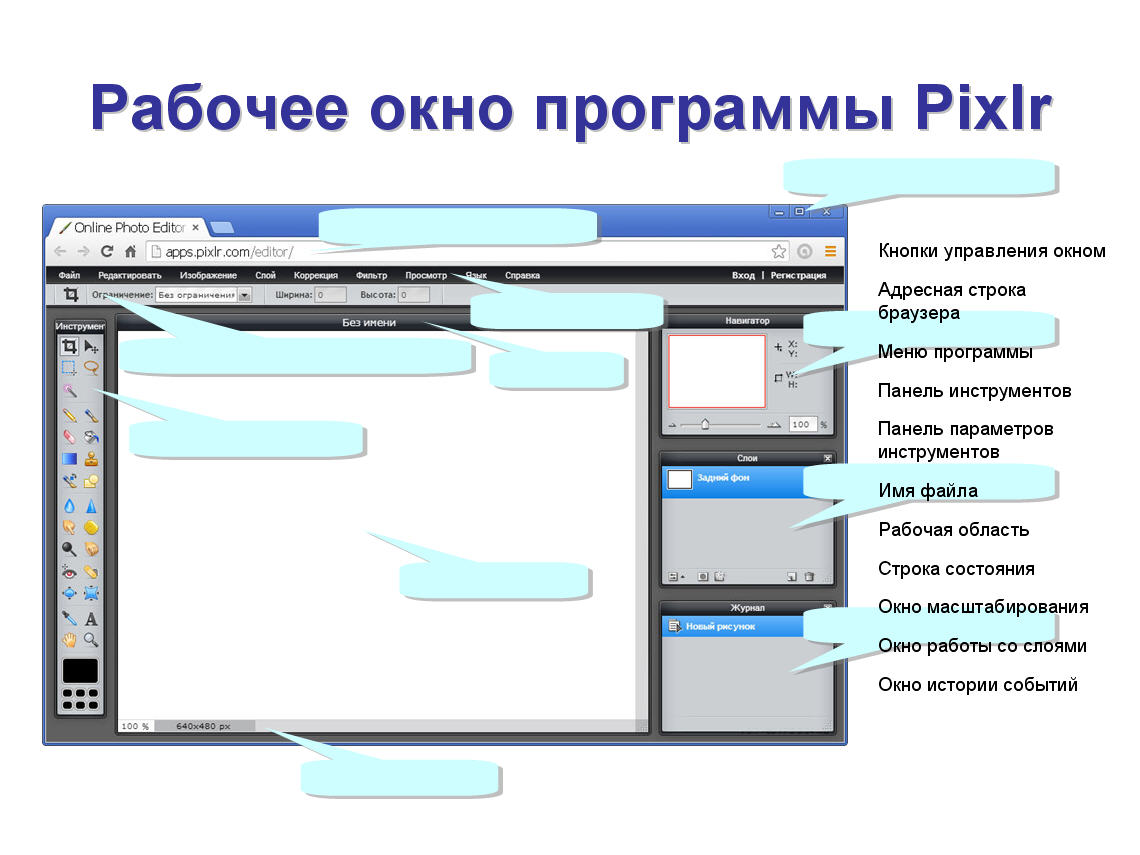 Рабочее окно программы Pixlr
Online Photo Editor
apps.pixlr.com/editor/
Файл Редактировать Изображение Слой Коррекция Фильтр Просмотр Язык Справка Вход | Регистрация
Ограничение: Без ограничения Ширина: 0 Высота: 0
Инструмен
Без имени
Навигатор
X:
Y:
W:
H:
100 %
Слои
Задний фон
Журнал
Новый рисунок
100 % 640x480 px
Кнопки управления окном
Адресная строка
браузера
Меню программы
Панель инструментов
Панель параметров
инструментов
Имя файла
Рабочая область
Строка состояния
Окно масштабирования
Окно работы со слоями
Окно истории событий